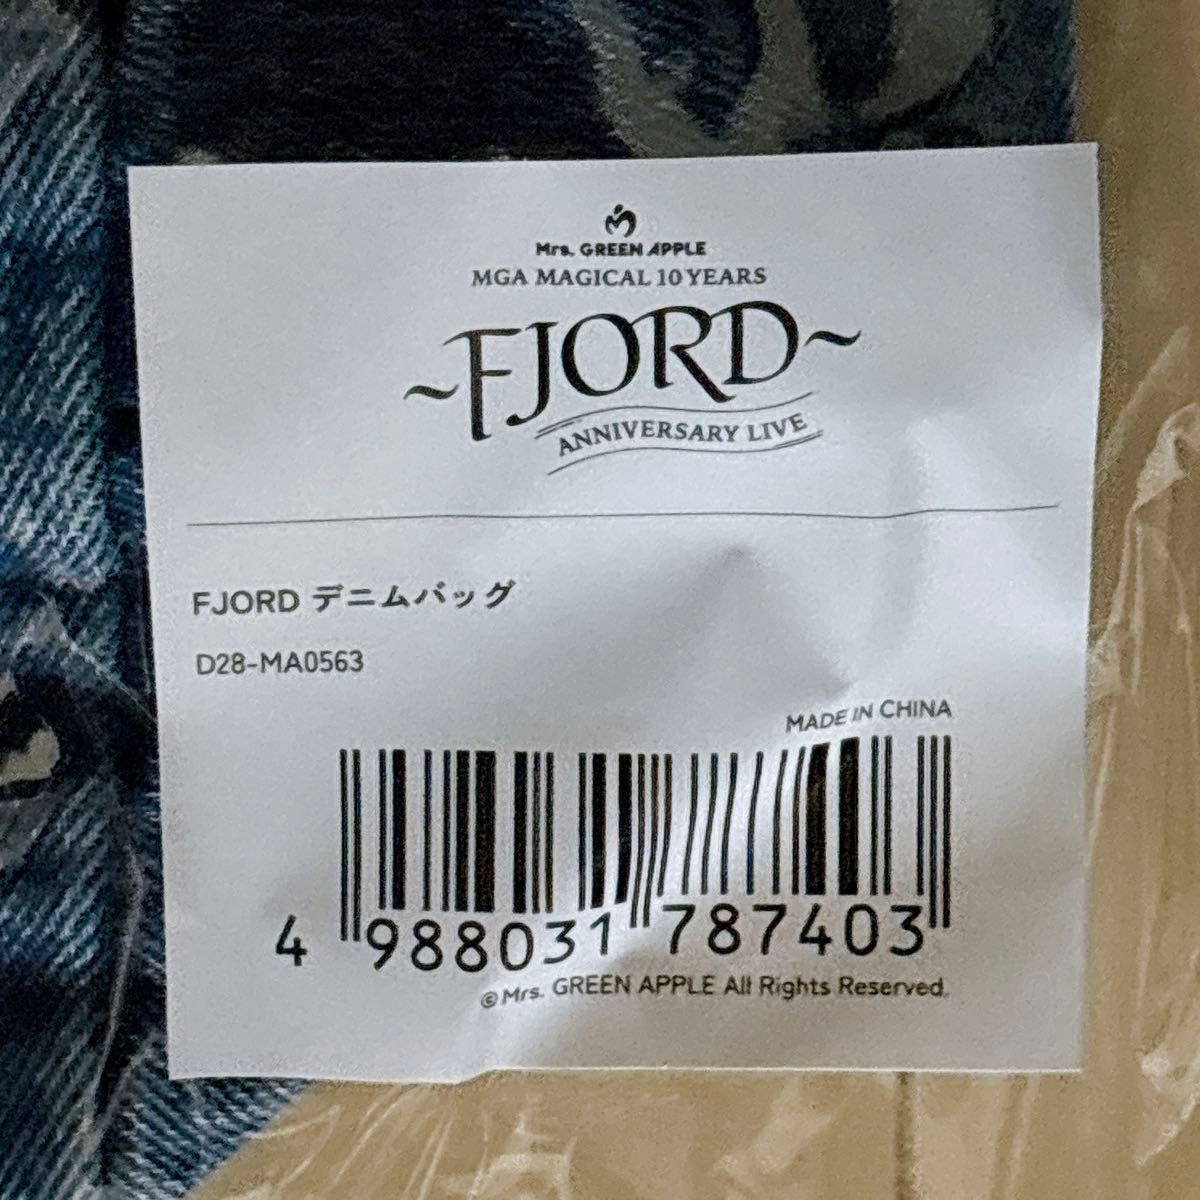 Mrs. GREEN APPLE
MGA MAGICAL 10 YEARS
~FJORD~
ANNIVERSARY LIVE
FJORD デニムバッグ
D28-MA0563
MADE IN CHINA
4 988031 787403
©Mrs. GREEN APPLE All Rights Reserved.